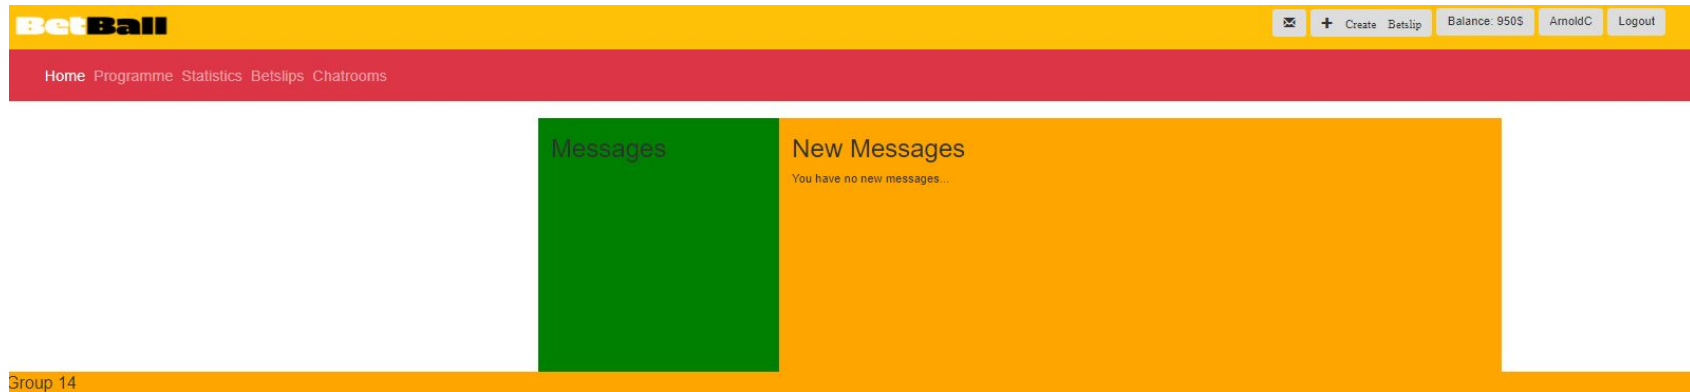 BetBall
+ Create Betslip Balance: 950$ ArnoldC Logout
Home Programme Statistics Betslips Chatrooms
Messages
New Messages
You have no new messages...
Group 14